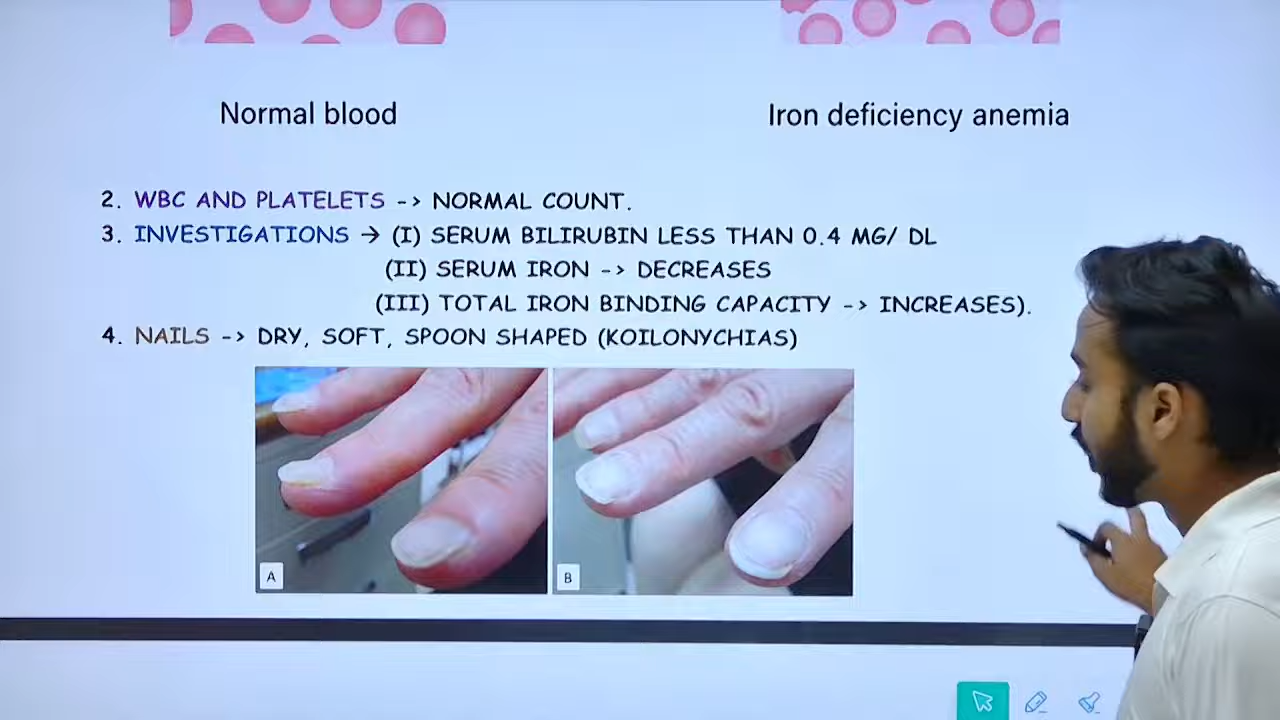 Normal blood
Iron deficiency anemia
2. WBC AND PLATELETS -> NORMAL COUNT.
3. INVESTIGATIONS → (I) SERUM BILIRUBIN LESS THAN 0.4 MG/ DL
(II) SERUM IRON -> DECREASES
(III) TOTAL IRON BINDING CAPACITY -> INCREASES).
4. NAILS -> DRY, SOFT, SPOON SHAPED (KOILONYCHIAS)
A
B